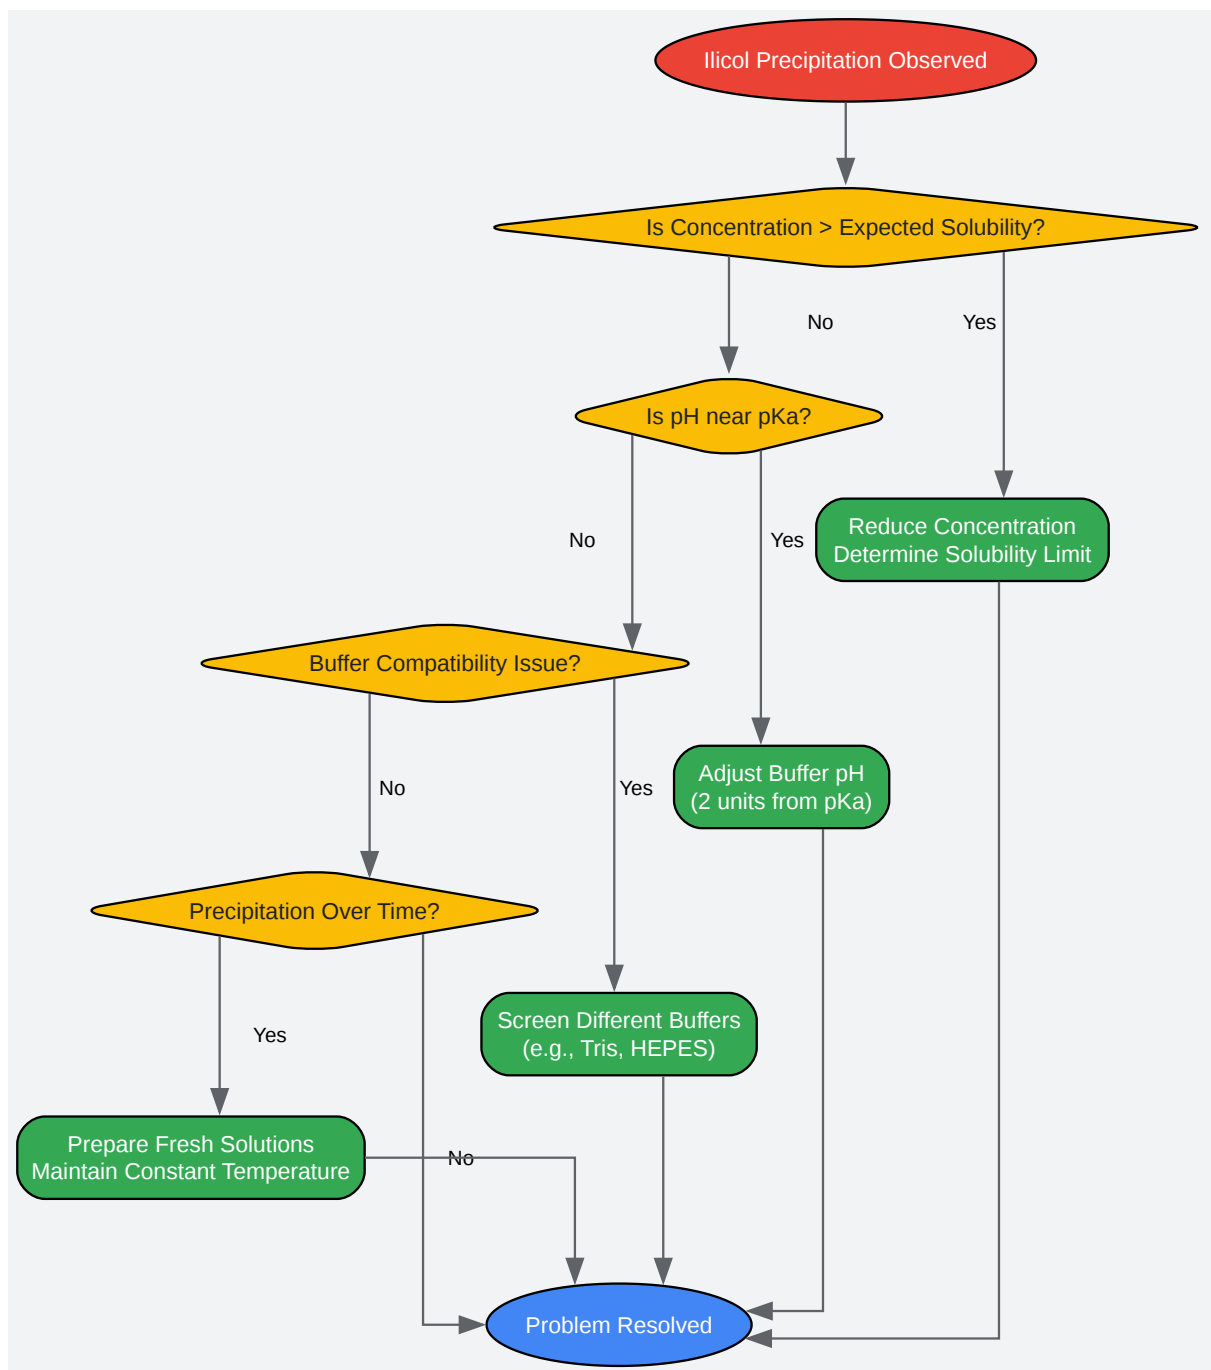 Ilicol Precipitation Observed
Is Concentration > Expected Solubility?
No
Yes
Is pH near pKa?
Reduce Concentration
Determine Solubility Limit
No
Yes
Buffer Compatibility Issue?
Adjust Buffer pH
(2 units from pKa)
No
Yes
Precipitation Over Time?
Screen Different Buffers
(e.g., Tris, HEPES)
Yes
Prepare Fresh Solutions
Maintain Constant Temperature
No
Problem Resolved